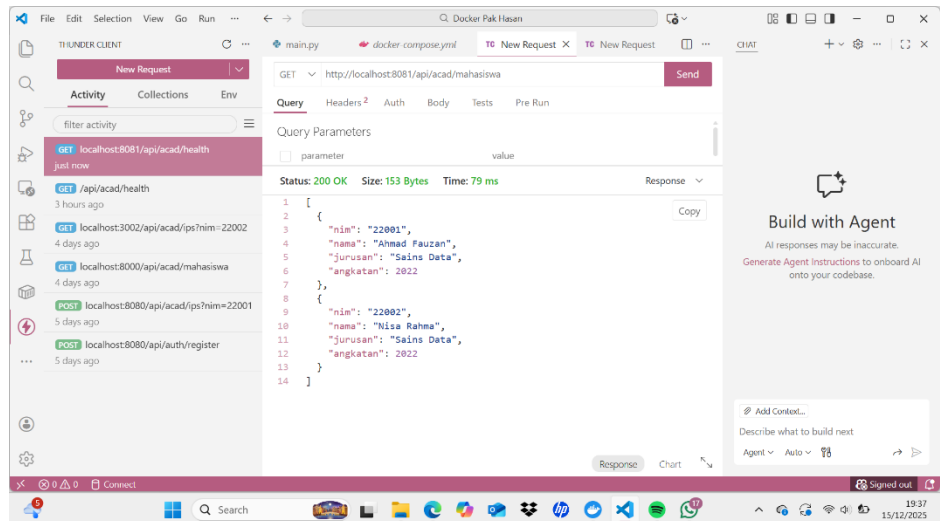 File Edit Selection View Go Run ··· Docker Pak Hasan
THUNDER CLIENT
New Request
Activity Collections Env
filter activity
GET localhost:8081/api/acad/health
just now
GET /api/acad/health
3 hours ago
GET localhost:3002/api/acad/ips?nim=22002
4 days ago
GET localhost:8000/api/acad/mahasiswa
4 days ago
POST localhost:8080/api/acad/ips?nim=22001
5 days ago
POST localhost:8080/api/auth/register
5 days ago
main.py docker-compose.yml TC New Request TC New Request
GET http://localhost:8081/api/acad/mahasiswa Send
Query Headers 2 Auth Body Tests Pre Run
Query Parameters
parameter value
Status: 200 OK Size: 153 Bytes Time: 79 ms Response
Copy
1 [
2 {
3 "nim": "22001",
4 "nama": "Ahmad Fauzan",
5 "jurusan": "Sains Data",
6 "angkatan": 2022
7 },
8 {
9 "nim": "22002",
10 "nama": "Nisa Rahma",
11 "jurusan": "Sains Data",
12 "angkatan": 2022
13 }
14 ]
Response Chart
CHAT
Build with Agent
AI responses may be inaccurate.
Generate Agent Instructions to onboard AI
onto your codebase.
Add Context...
Describe what to build next
Agent Auto
0 0 Connect Signed out
9 Search 17 19:37
15/12/2025